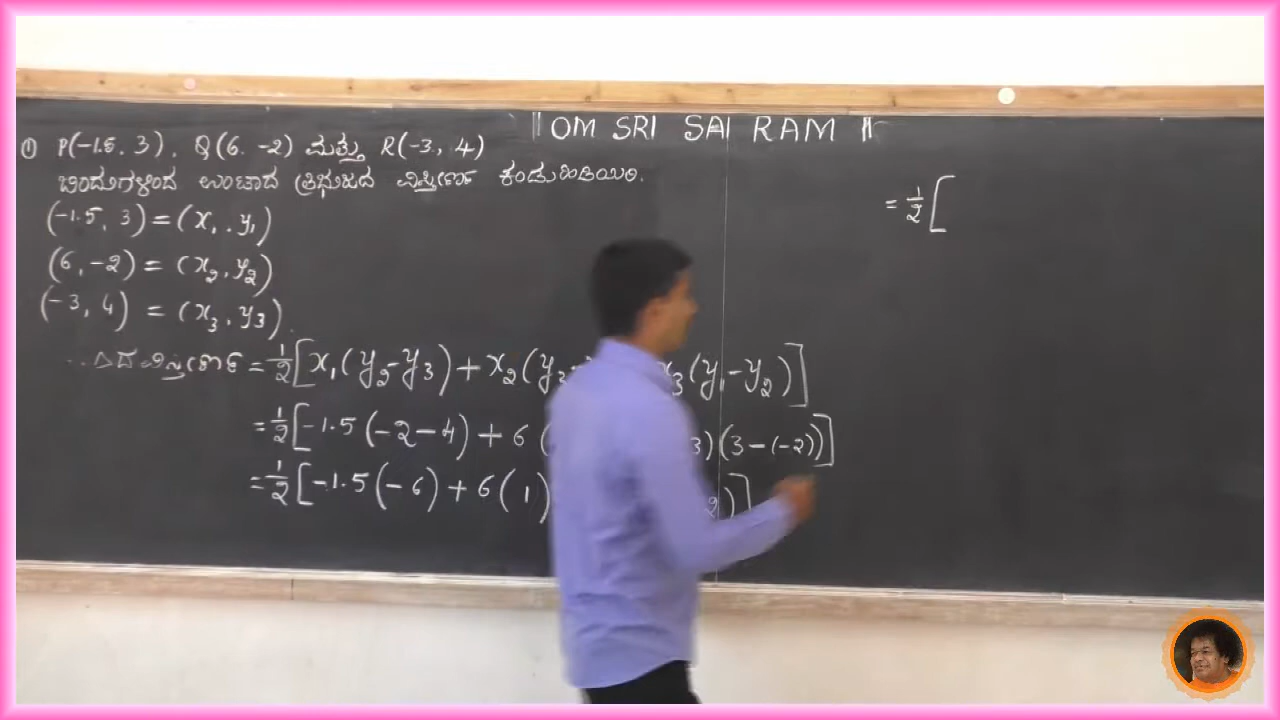 || OM SRI SAI RAM ||
① P(-1.5, 3), Q(6, -2) ಮತ್ತು R(-3, 4)
ಬಿಂದುಗಳಿಂದ ಉಂಟಾದ ತ್ರಿಭುಜದ ವಿಸ್ತೀರ್ಣ ಕಂಡುಹಿಡಿಯಿರಿ.
(-1.5, 3) = (x₁, y₁)
(6, -2) = (x₂, y₂)
(-3, 4) = (x₃, y₃)
ವಿಸ್ತೀರ್ಣ = 1/2 [x₁(y₂-y₃) + x₂(y₃- ₃(y₁-y₂)]
= 1/2 [-1.5(-2-4) + 6( 3)(3-(-2))]
= 1/2 [-1.5(-6) + 6(1) 2)]
= 1/2 [